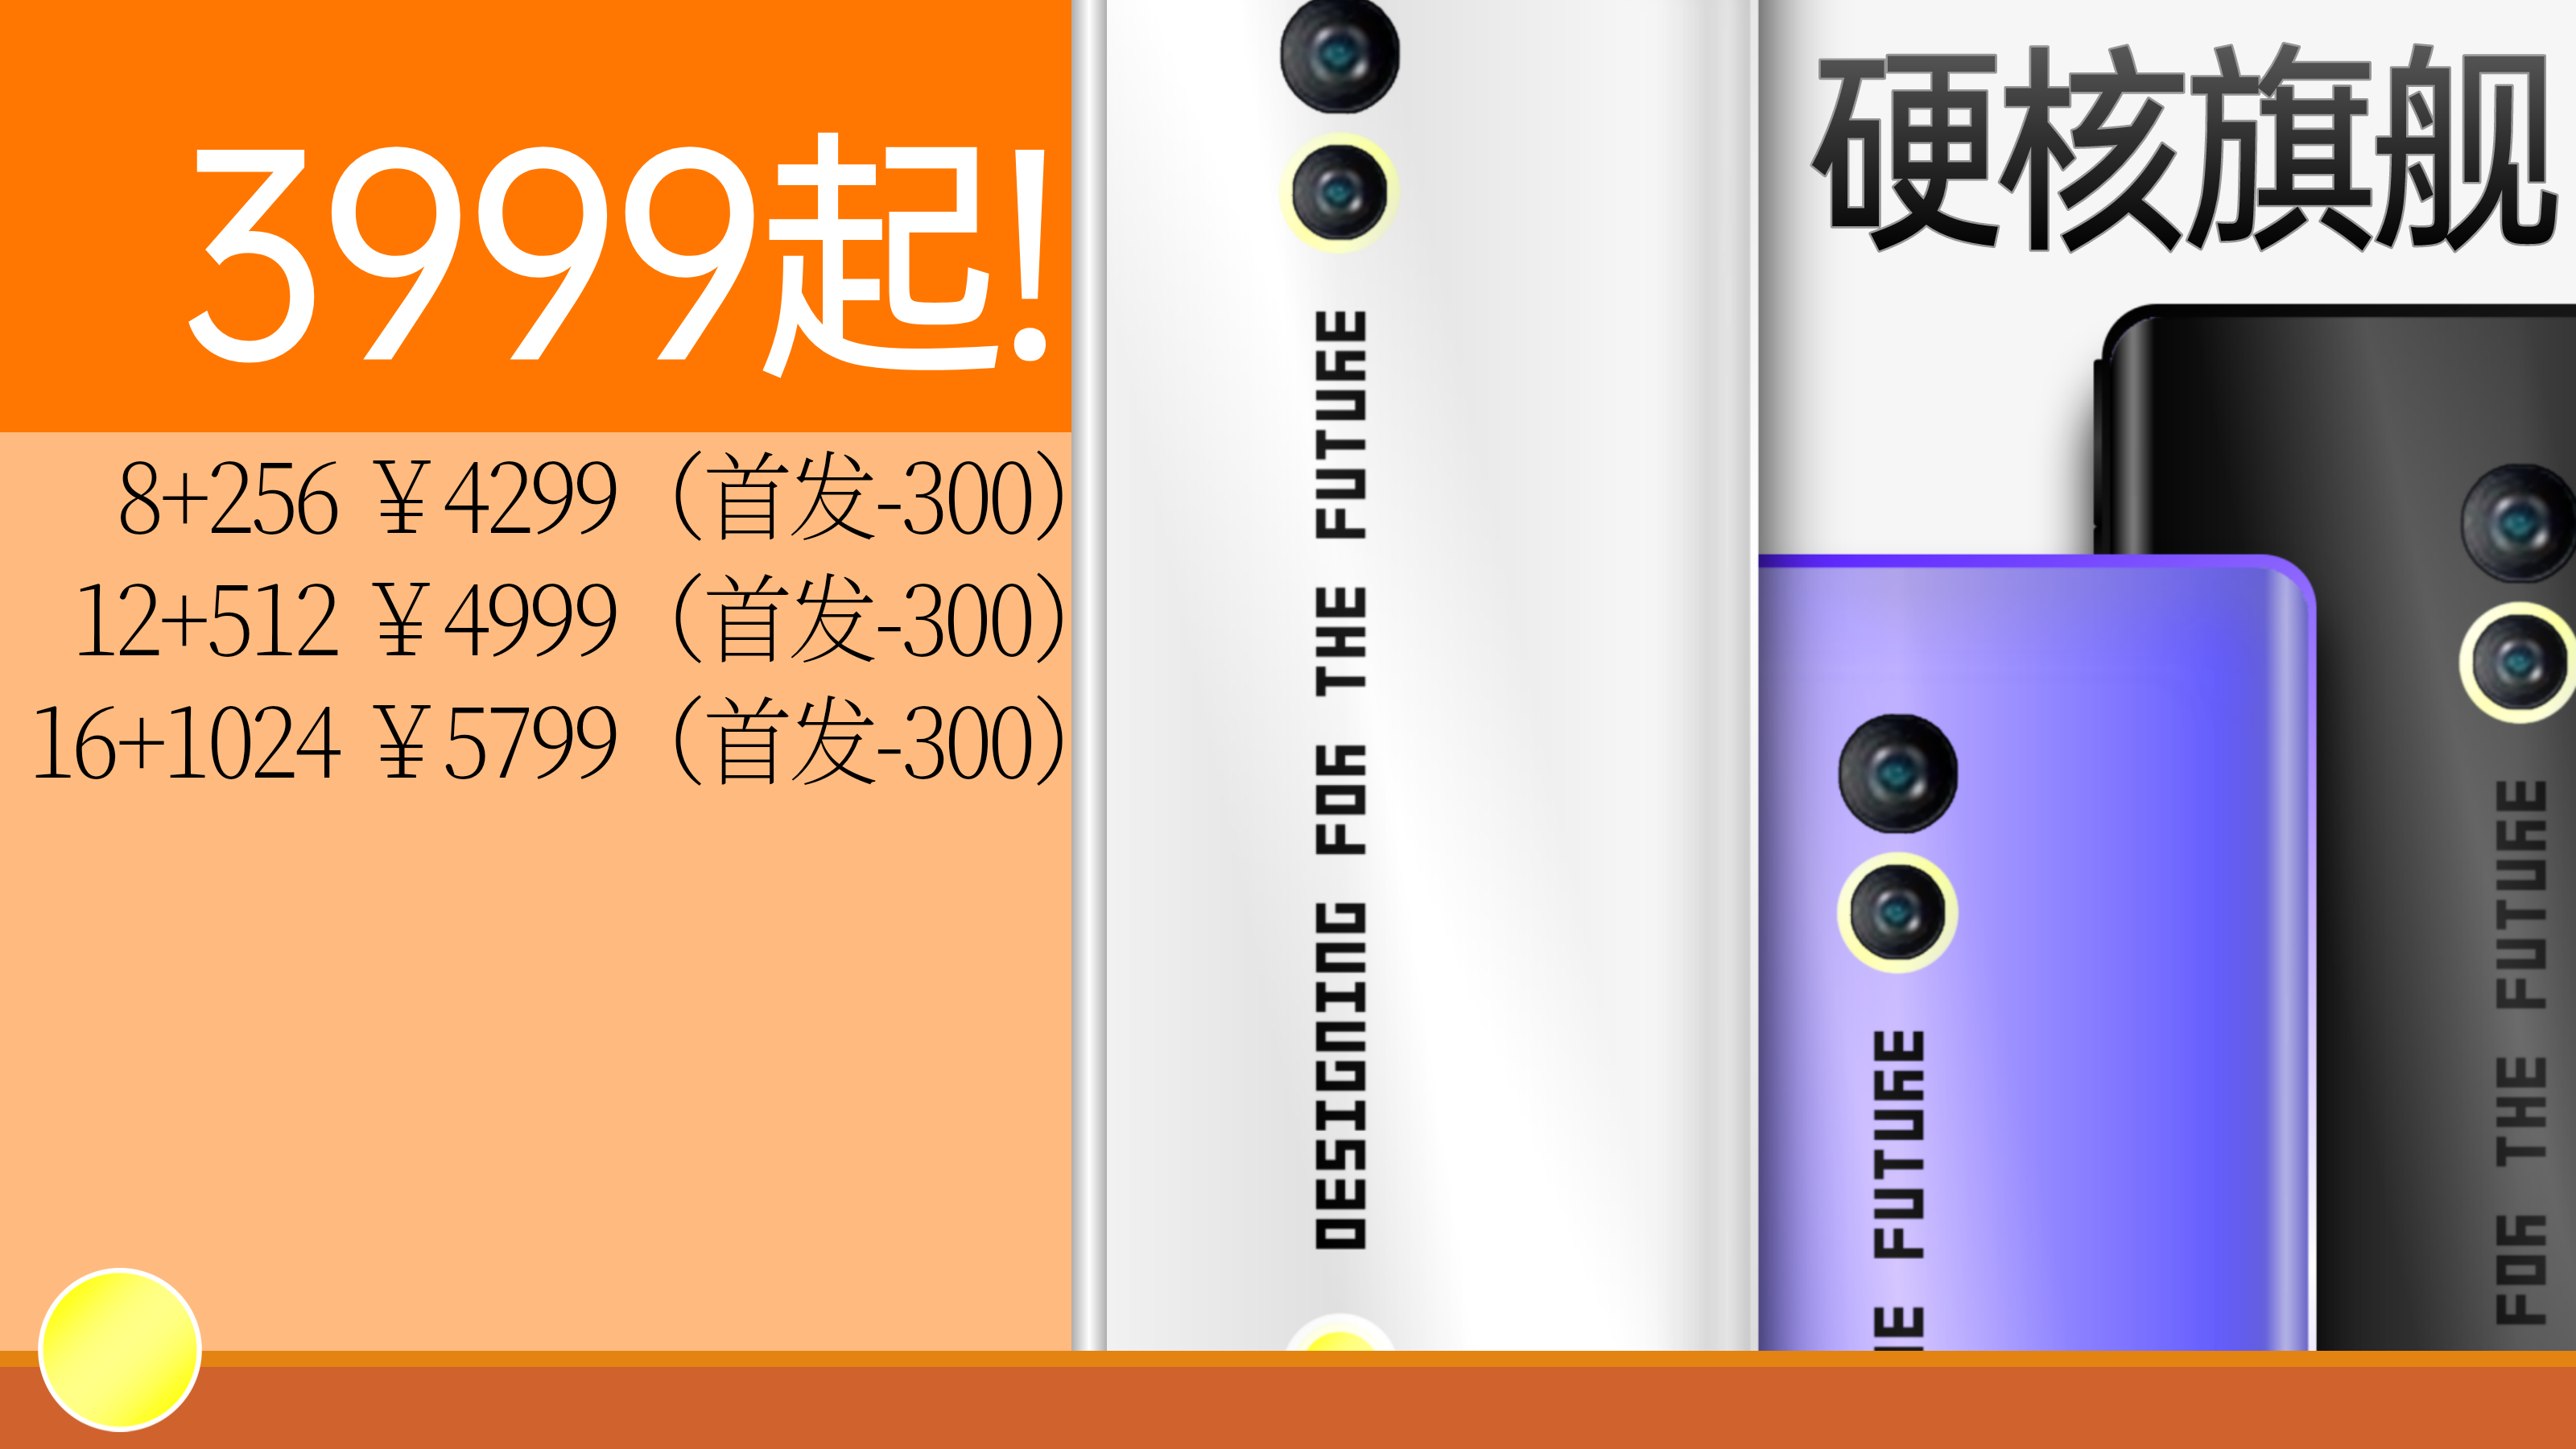 3999起!
8+256 ￥4299（首发-300）
12+512 ￥4999（首发-300）
16+1024 ￥5799（首发-300）
DESIGNING FOR THE FUTURE
硬核旗舰
FUTURE
FOR THE FUTURE